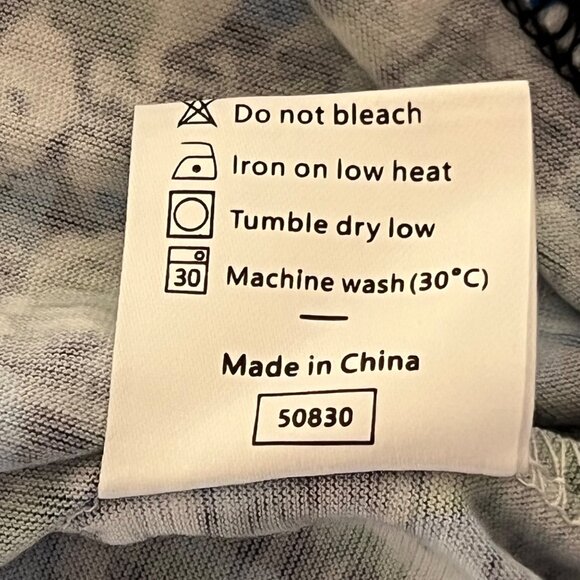 Do not bleach
Iron on low heat
Tumble dry low
30 Machine wash (30°C)
Made in China
50830